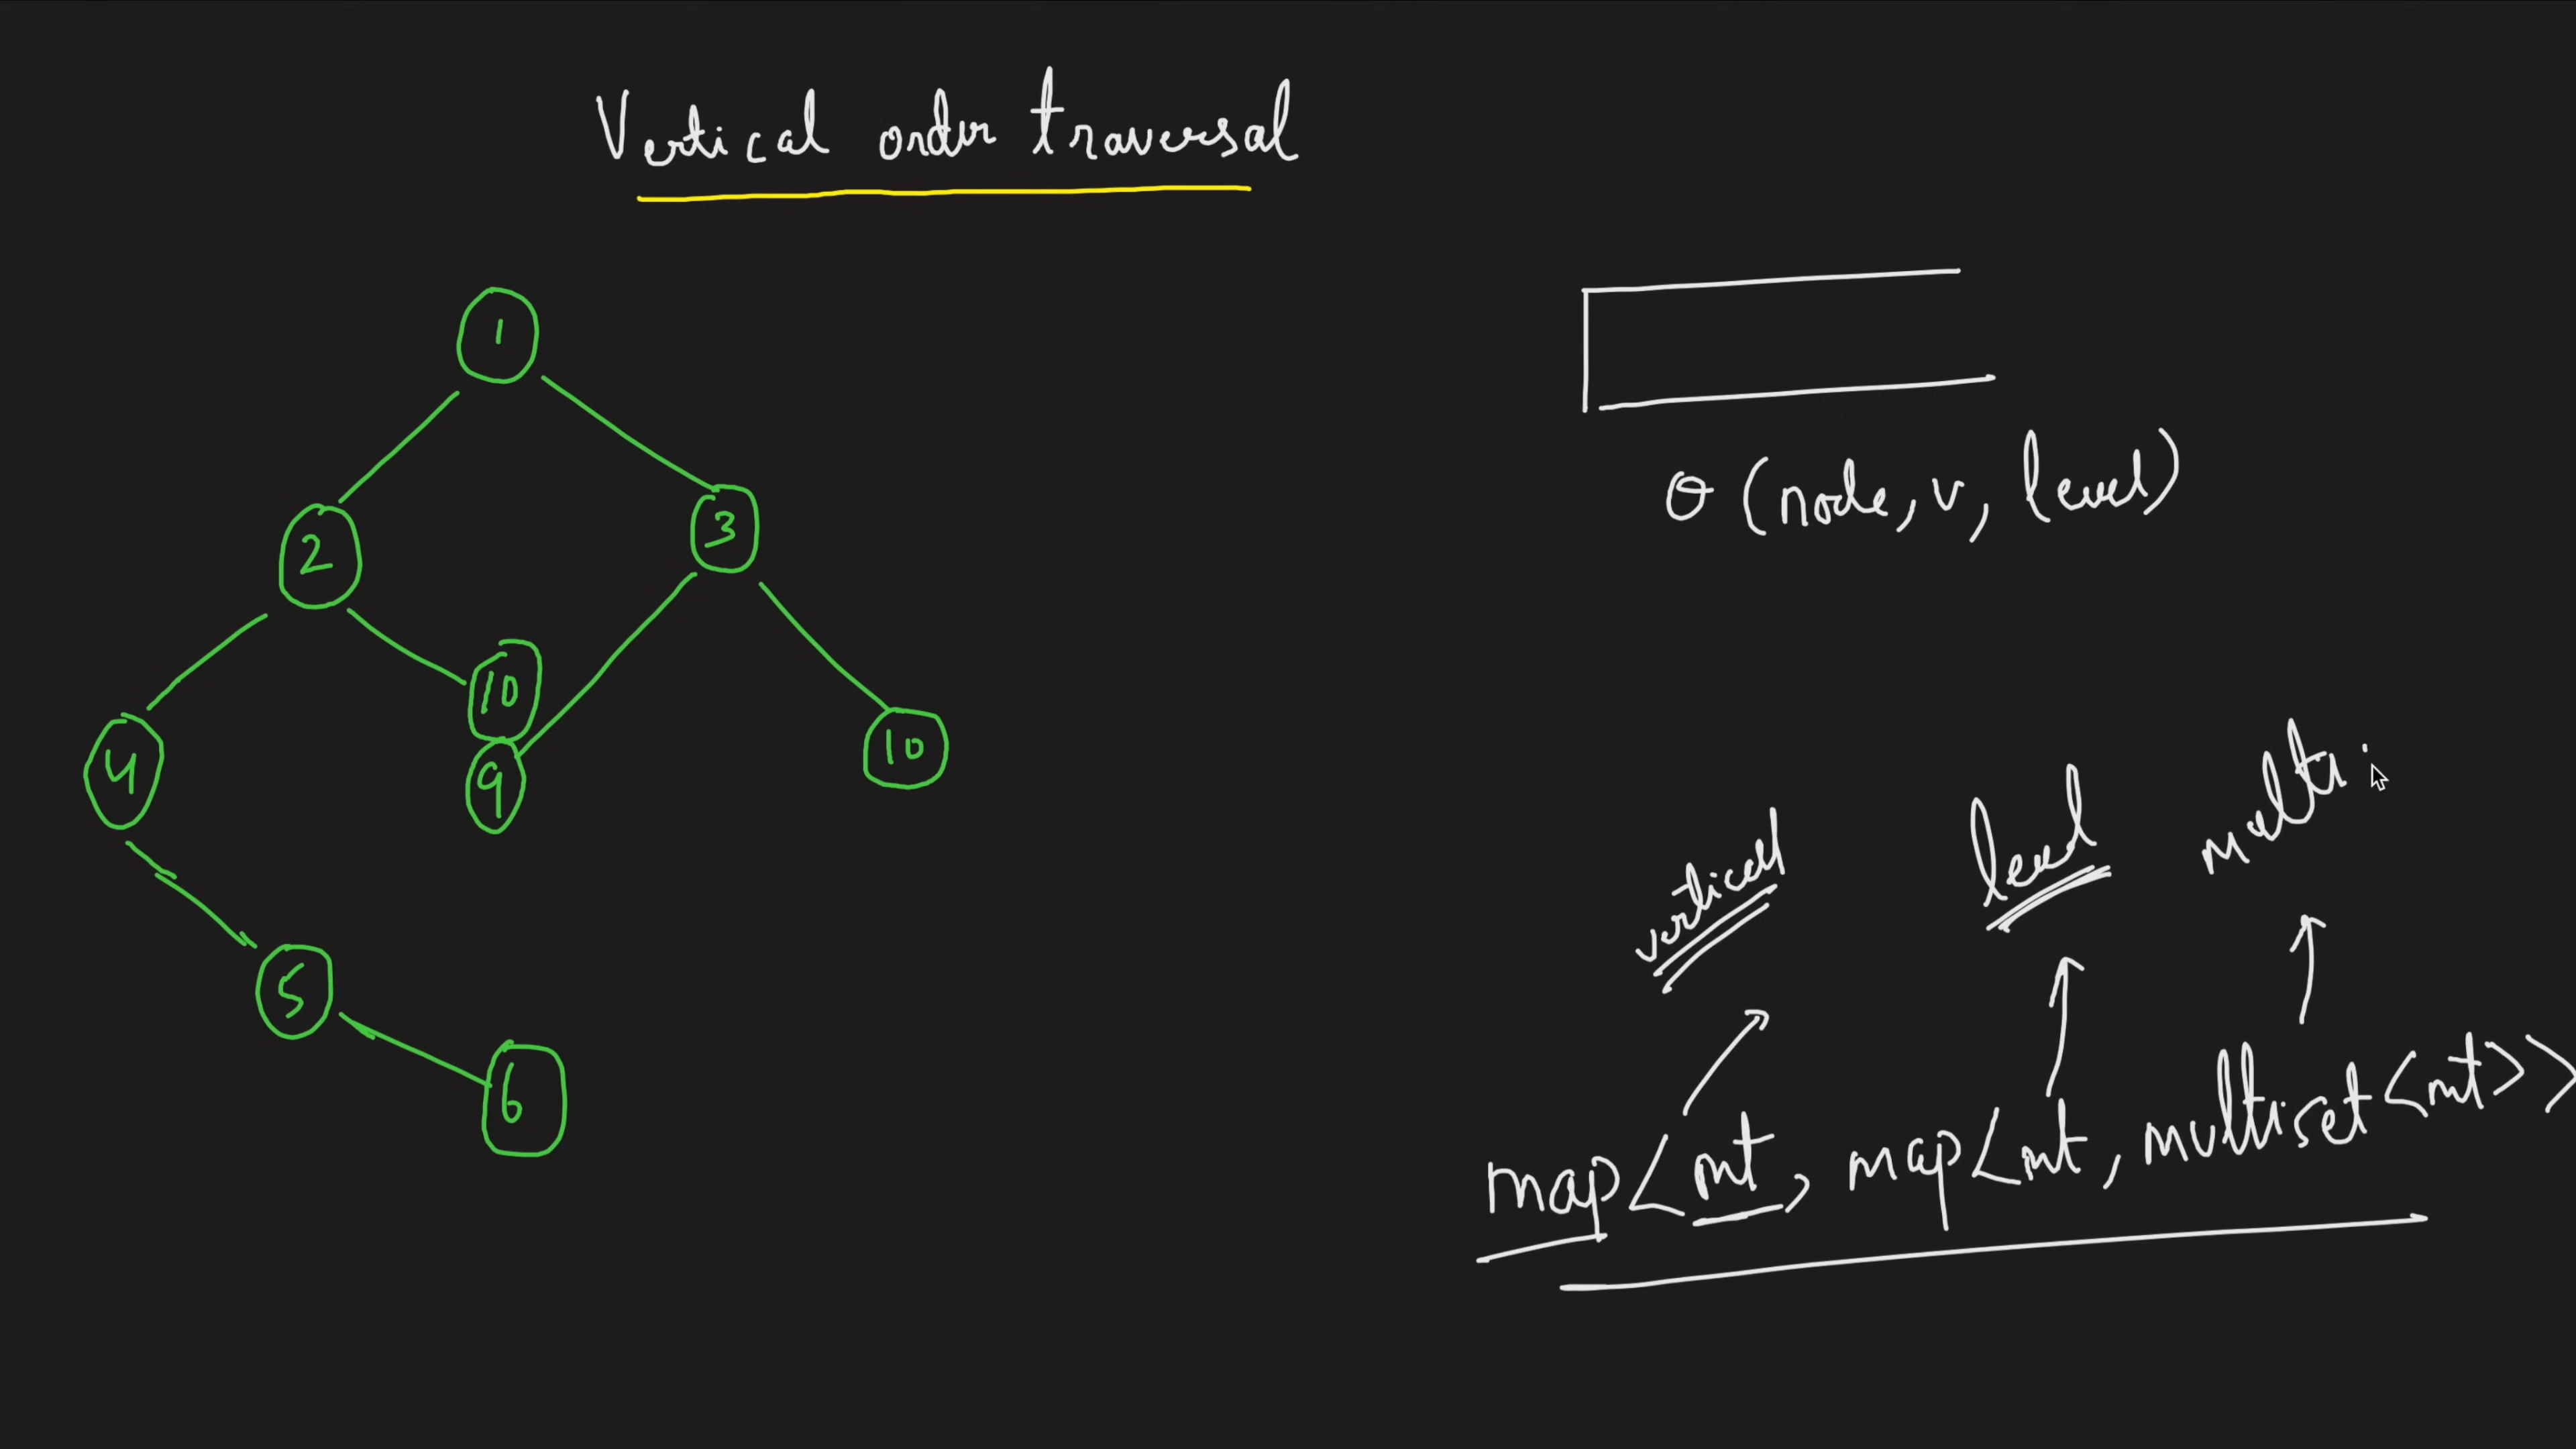 Vertical order traversal
1
2
3
4
10
9
10
5
6
(node, v, level)
vertical
level
multi
map<int, map<int, multiset<int>>